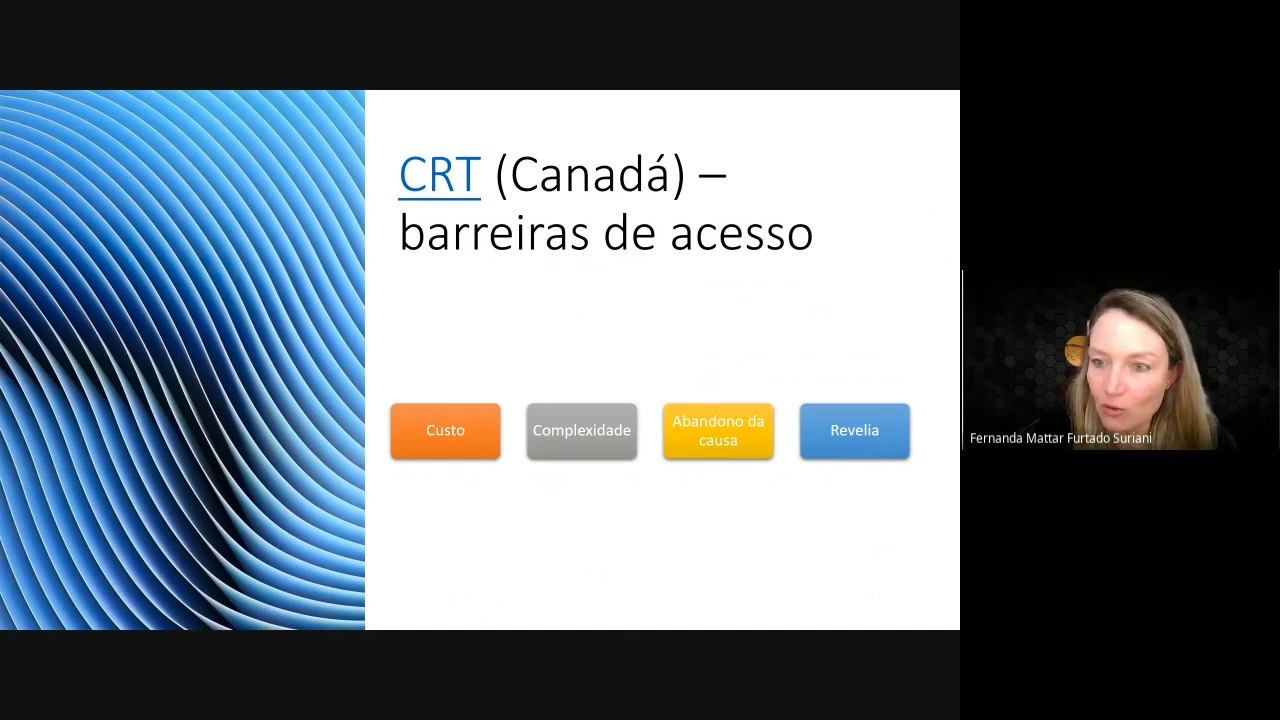 CRT (Canadá) –
barreiras de acesso
Custo
Complexidade
Abandono da
causa
Revelia
Fernanda Mattar Furtado Suriani